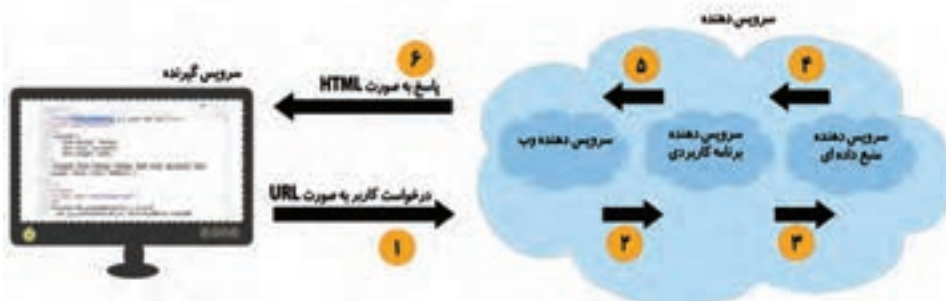 سرویس دهنده
سرویس گیرنده
۶
پاسخ به صورت HTML
۵
۴
سرویس دهنده وب
سرویس دهنده
برنامه کاربردی
سرویس دهنده
منبع داده ای
درخواست کاربر به صورت URL
۱
۲
۳